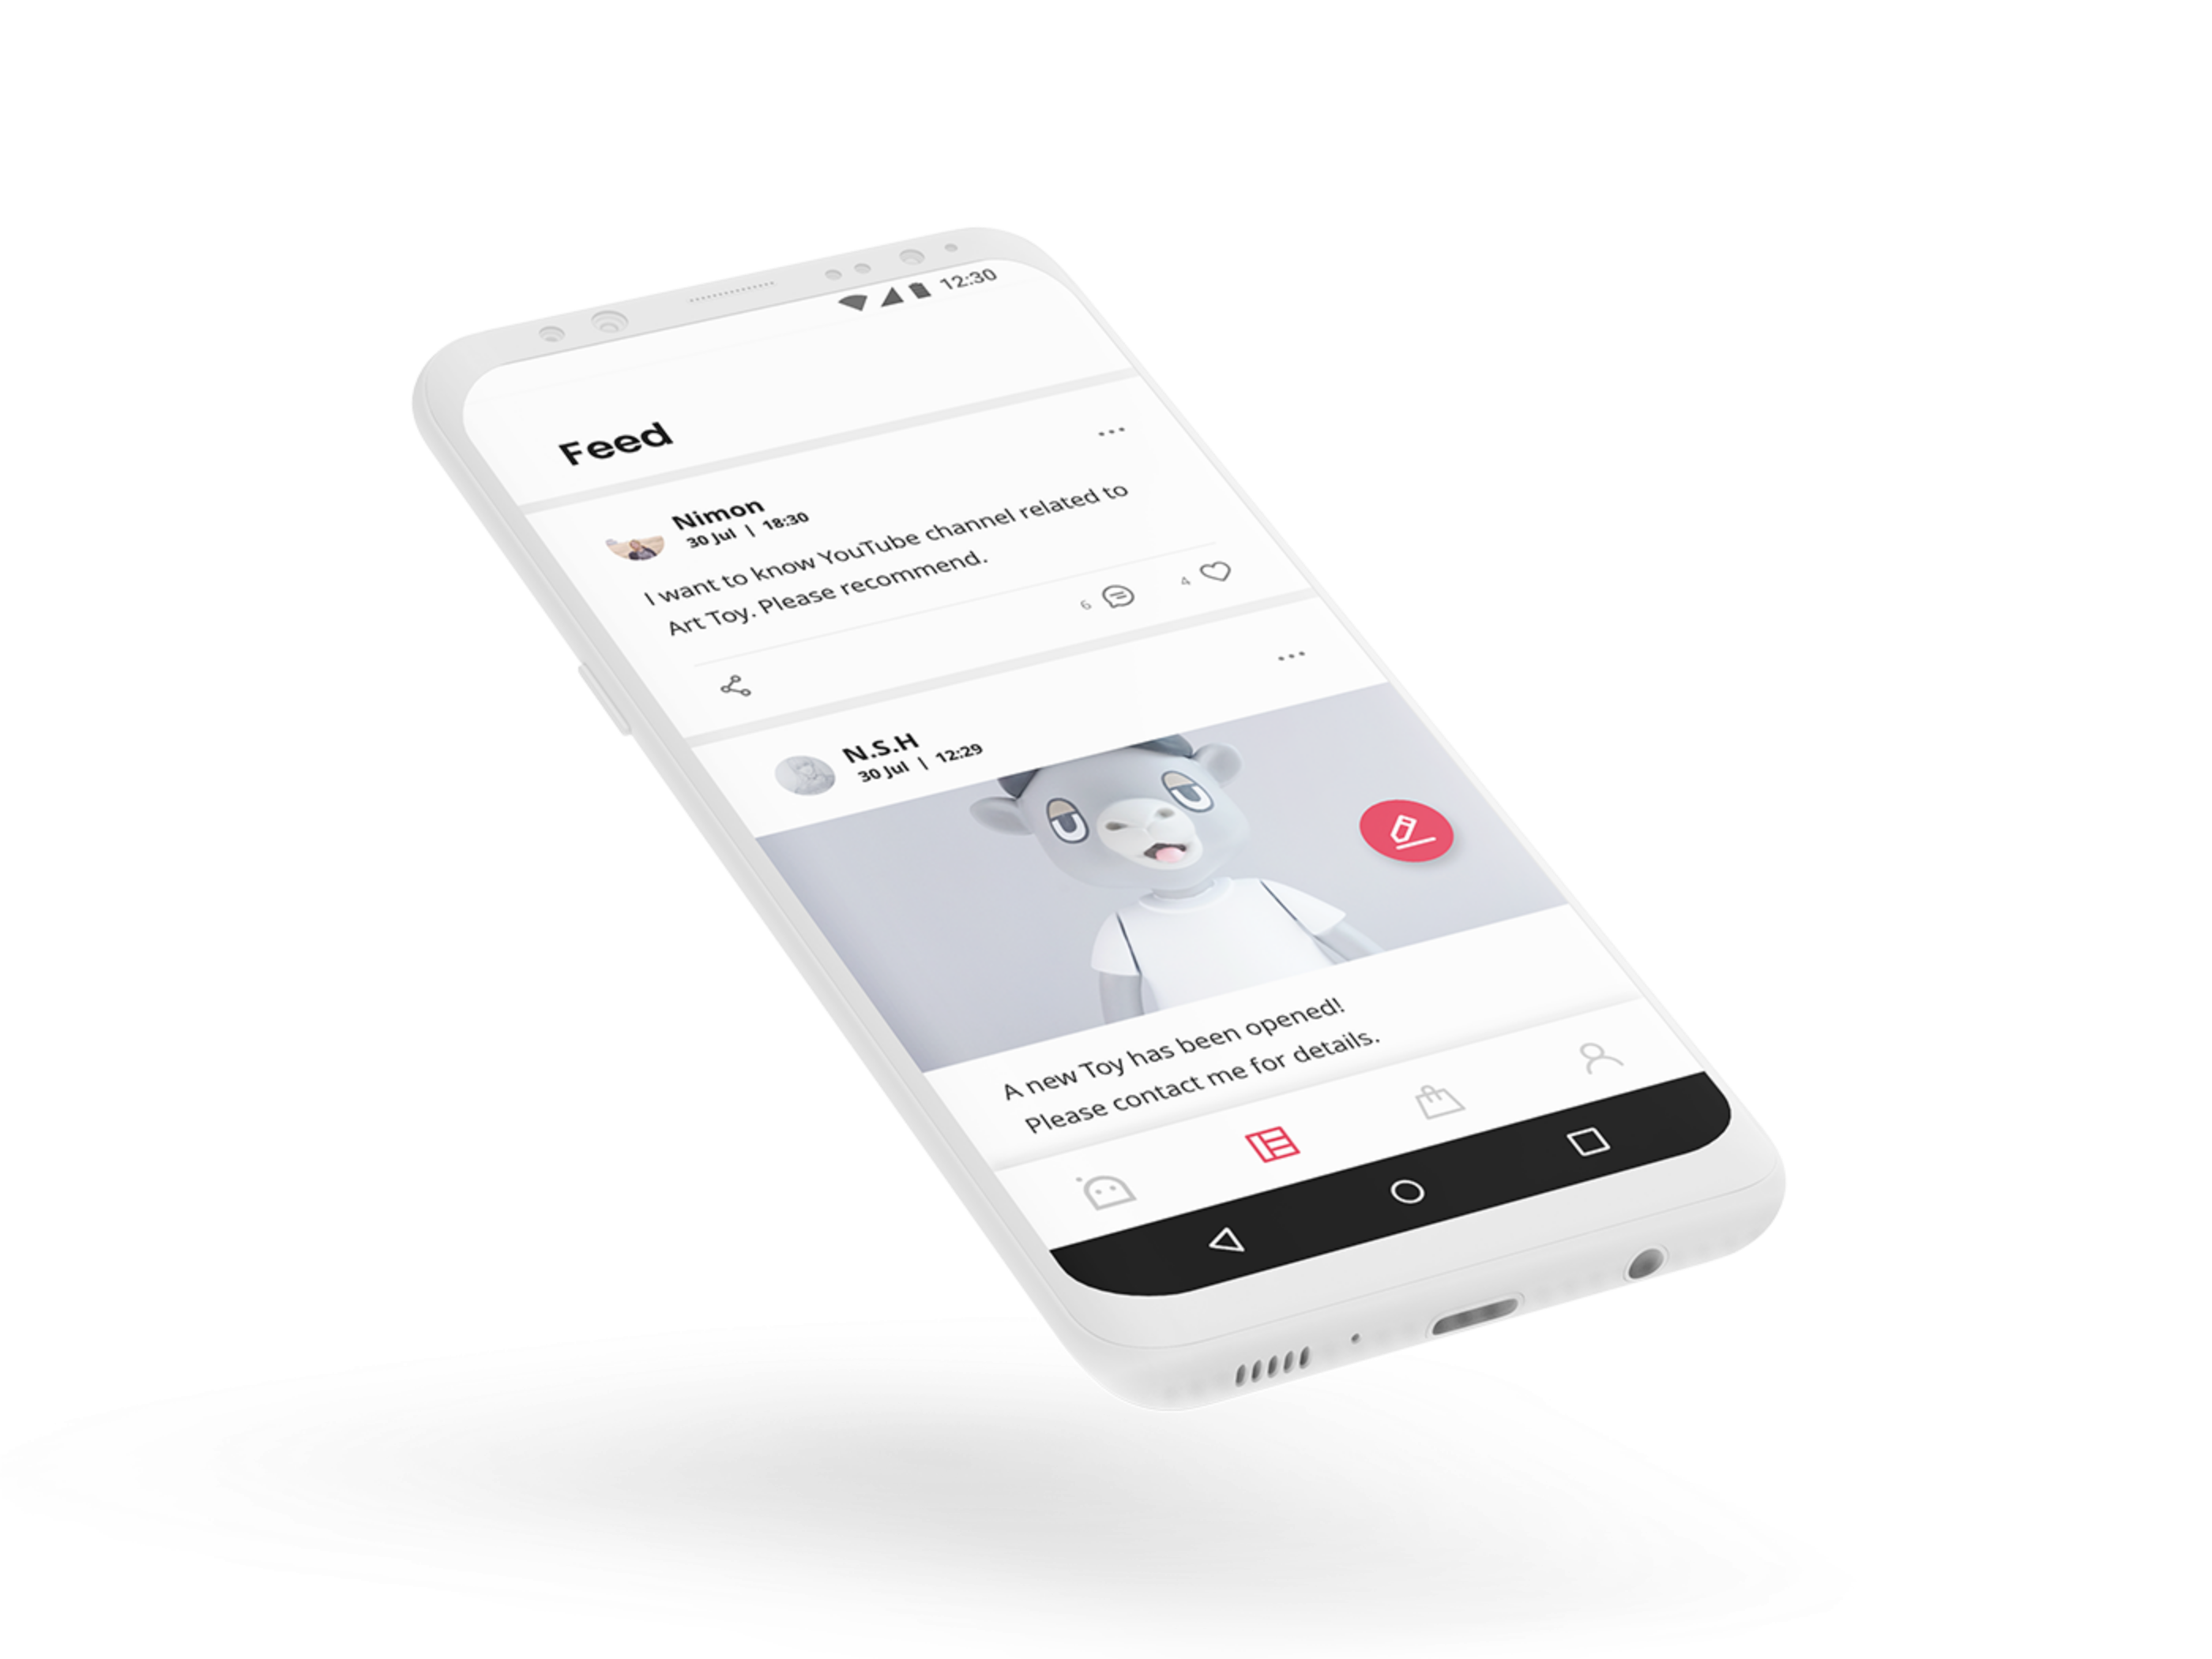 12:30
Feed
Nimon
30 Jul | 18:30
I want to know YouTube channel related to
Art Toy. Please recommend.
6
4
N.S.H
30 Jul | 12:29
A new Toy has been opened!
Please contact me for details.